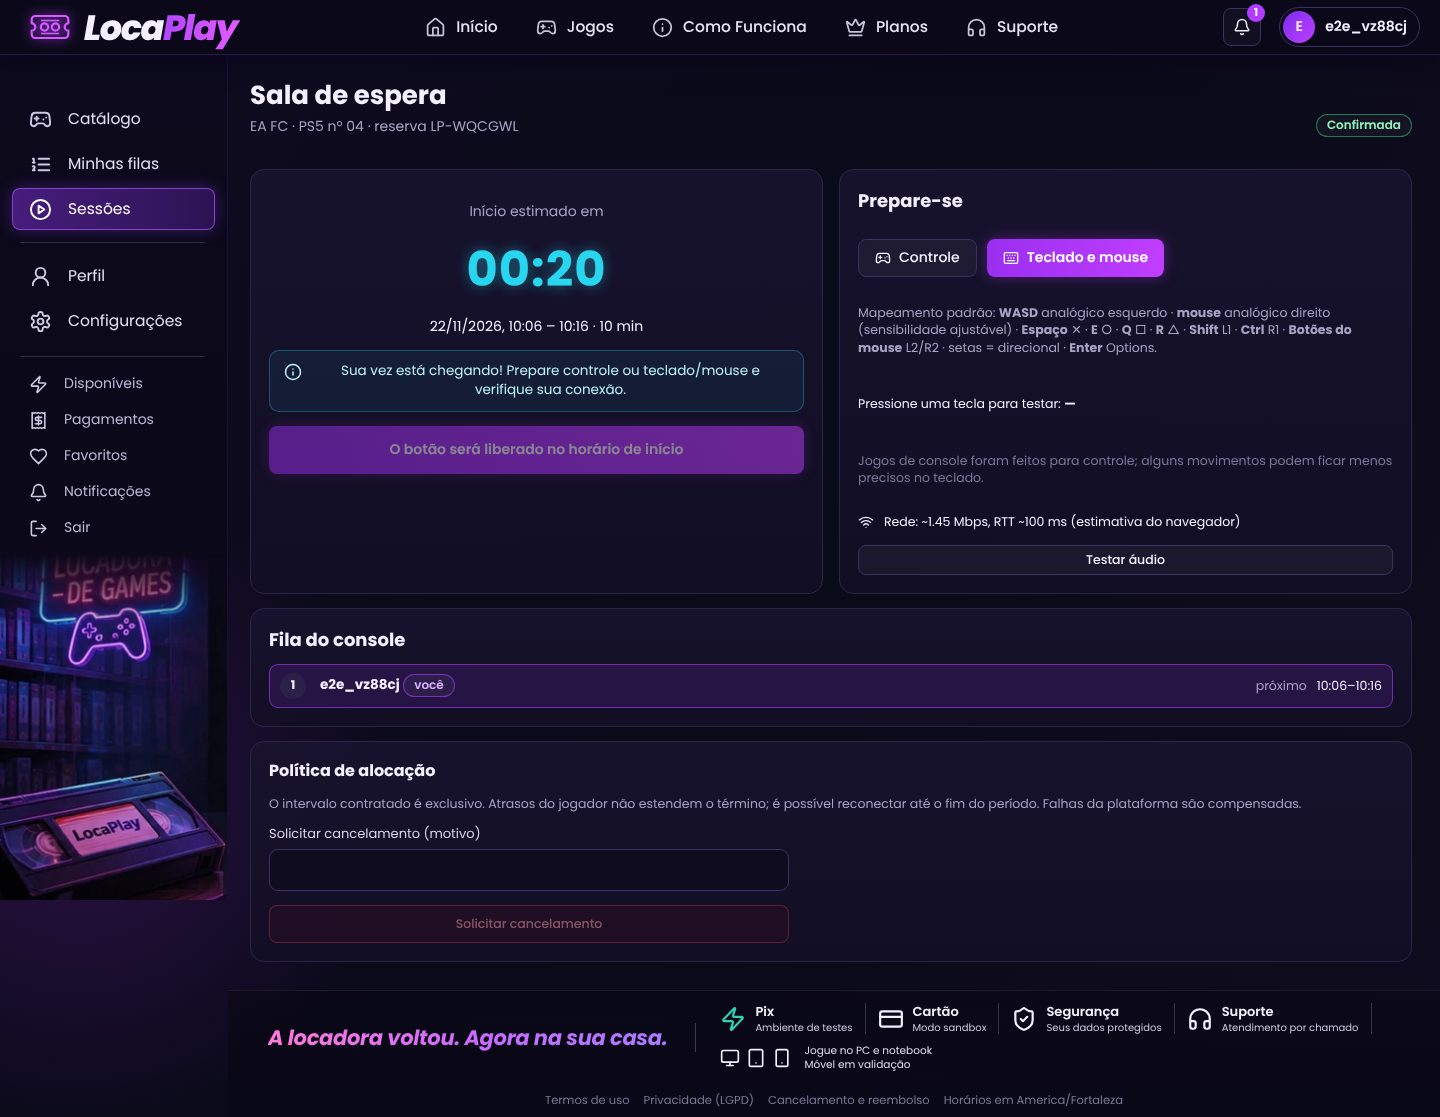 LocaPlay
Início
Jogos
Como Funciona
Planos
Suporte
1
E
e2e_vz88cj
Catálogo
Minhas filas
Sessões
Perfil
Configurações
Disponíveis
Pagamentos
Favoritos
Notificações
Sair
LOCADORA
-DE GAMES
LocaPlay
Sala de espera
EA FC · PS5 nº 04 · reserva LP-WQCGWL
Confirmada
Início estimado em
00:20
22/11/2026, 10:06 – 10:16 · 10 min
Sua vez está chegando! Prepare controle ou teclado/mouse e
verifique sua conexão.
O botão será liberado no horário de início
Prepare-se
Controle
Teclado e mouse
Mapeamento padrão: WASD analógico esquerdo · mouse analógico direito
(sensibilidade ajustável) · Espaço ✕ · E ○ · Q □ · R △ · Shift L1 · Ctrl R1 · Botões do
mouse L2/R2 · setas = direcional · Enter Options.
Pressione uma tecla para testar: —
Jogos de console foram feitos para controle; alguns movimentos podem ficar menos
precisos no teclado.
Rede: ~1.45 Mbps, RTT ~100 ms (estimativa do navegador)
Testar áudio
Fila do console
1 e2e_vz88cj você próximo 10:06–10:16
Política de alocação
O intervalo contratado é exclusivo. Atrasos do jogador não estendem o término; é possível reconectar até o fim do período. Falhas da plataforma são compensadas.
Solicitar cancelamento (motivo)
Solicitar cancelamento
A locadora voltou. Agora na sua casa.
Pix
Ambiente de testes
Cartão
Modo sandbox
Segurança
Seus dados protegidos
Suporte
Atendimento por chamado
Jogue no PC e notebook
Móvel em validação
Termos de uso Privacidade (LGPD) Cancelamento e reembolso Horários em America/Fortaleza